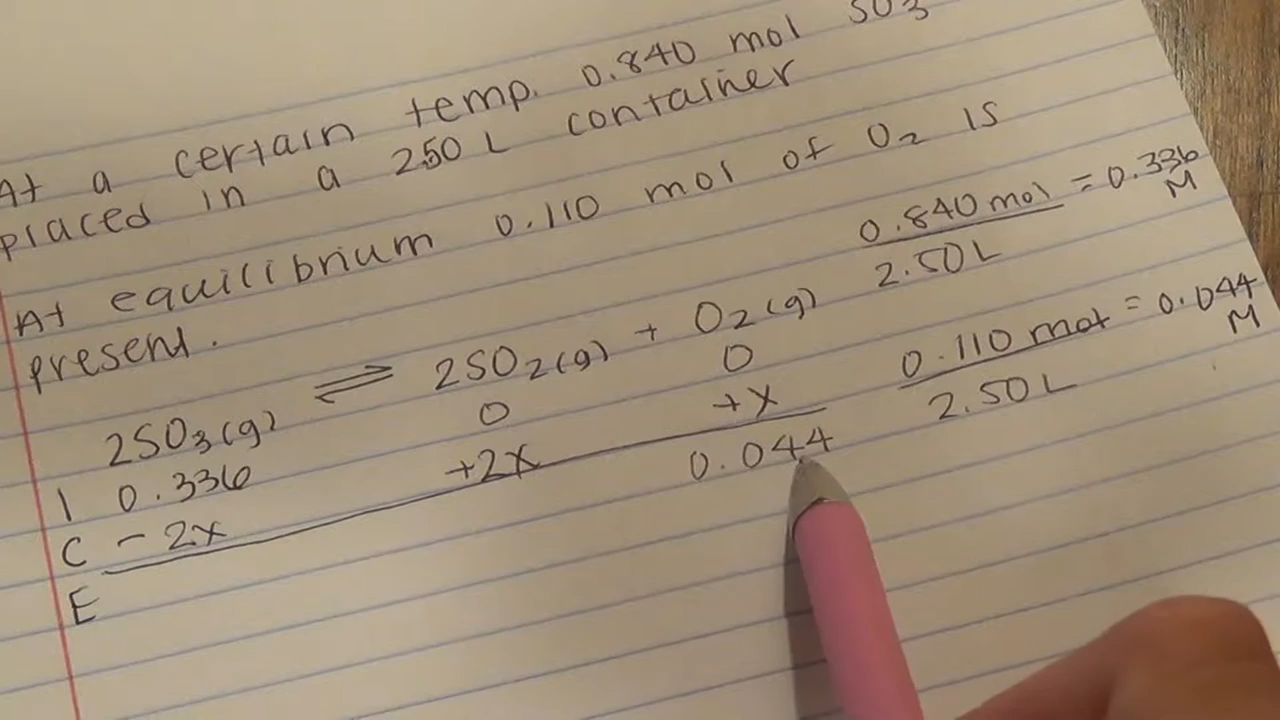 At a certain temp. 0.840 mol SO3
placed in a 2.50 L container
At equilibrium 0.110 mol of O2 is
present.
0.840 mol = 0.336
M
2.50 L
2SO3(g) ⇌ 2SO2(g) + O2(g)
0.110 mol = 0.044
M
2.50 L
I 0.336 0 0
C - 2x +2x +x
E 0.044